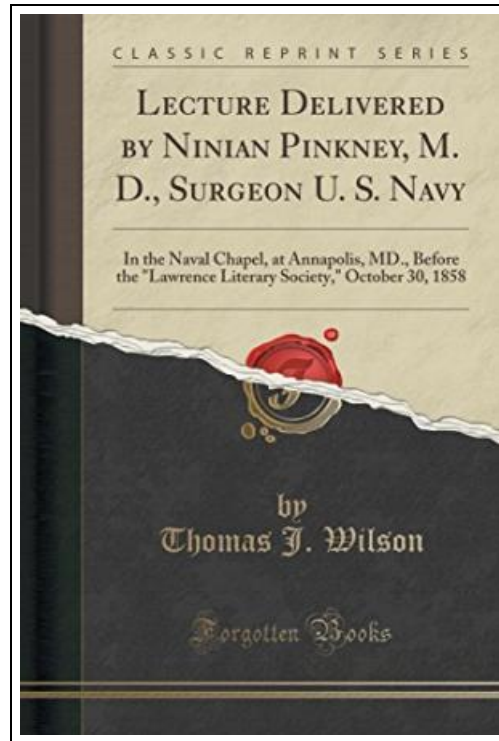 CLASSIC REPRINT SERIES
LECTURE DELIVERED
BY NINIAN PINKNEY, M.
D., SURGEON U. S. NAVY
In the Naval Chapel, at Annapolis, MD., Before
the "Lawrence Literary Society," October 30, 1858
by
Thomas J. Wilson
Forgotten Books